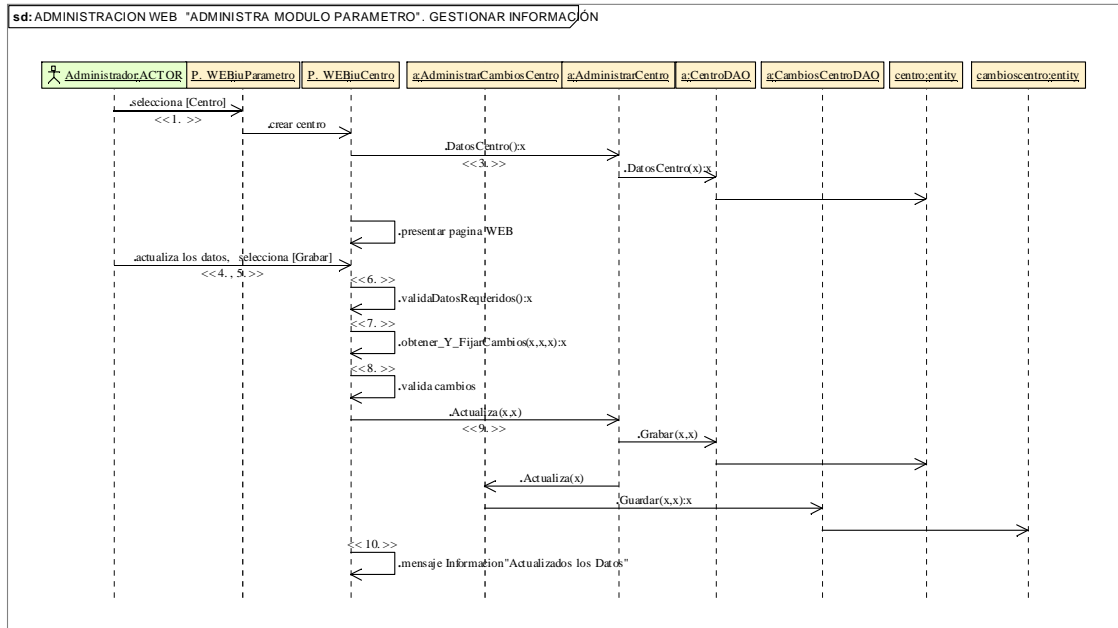 sd: ADMINISTRACION WEB "ADMINISTRA MODULO PARAMETRO". GESTIONAR INFORMACIÓN
Administrador:ACTOR P. WEB:iuParametro P. WEB:iuCentro a:AdministrarCambiosCentro a:AdministrarCentro a:CentroDAO a:CambiosCentroDAO centro:entity cambioscentro:entity
.selecciona [Centro]
<<1. >>
.crear centro
.DatosCentro():x
<<3. >>
.DatosCentro(x):x
.presentar pagina WEB
.actualiza los datos, selecciona [Grabar]
<<4. , 5. >>
<<6. >>
.validaDatosRequeridos():x
<<7. >>
.obtener_Y_FijarCambios(x,x,x):x
<<8. >>
.valida cambios
.Actualiza(x,x)
<<9. >>
.Grabar(x,x)
.Actualiza(x)
.Guardar(x,x):x
<<10. >>
.mensaje Informacion"Actualizados los Datos"